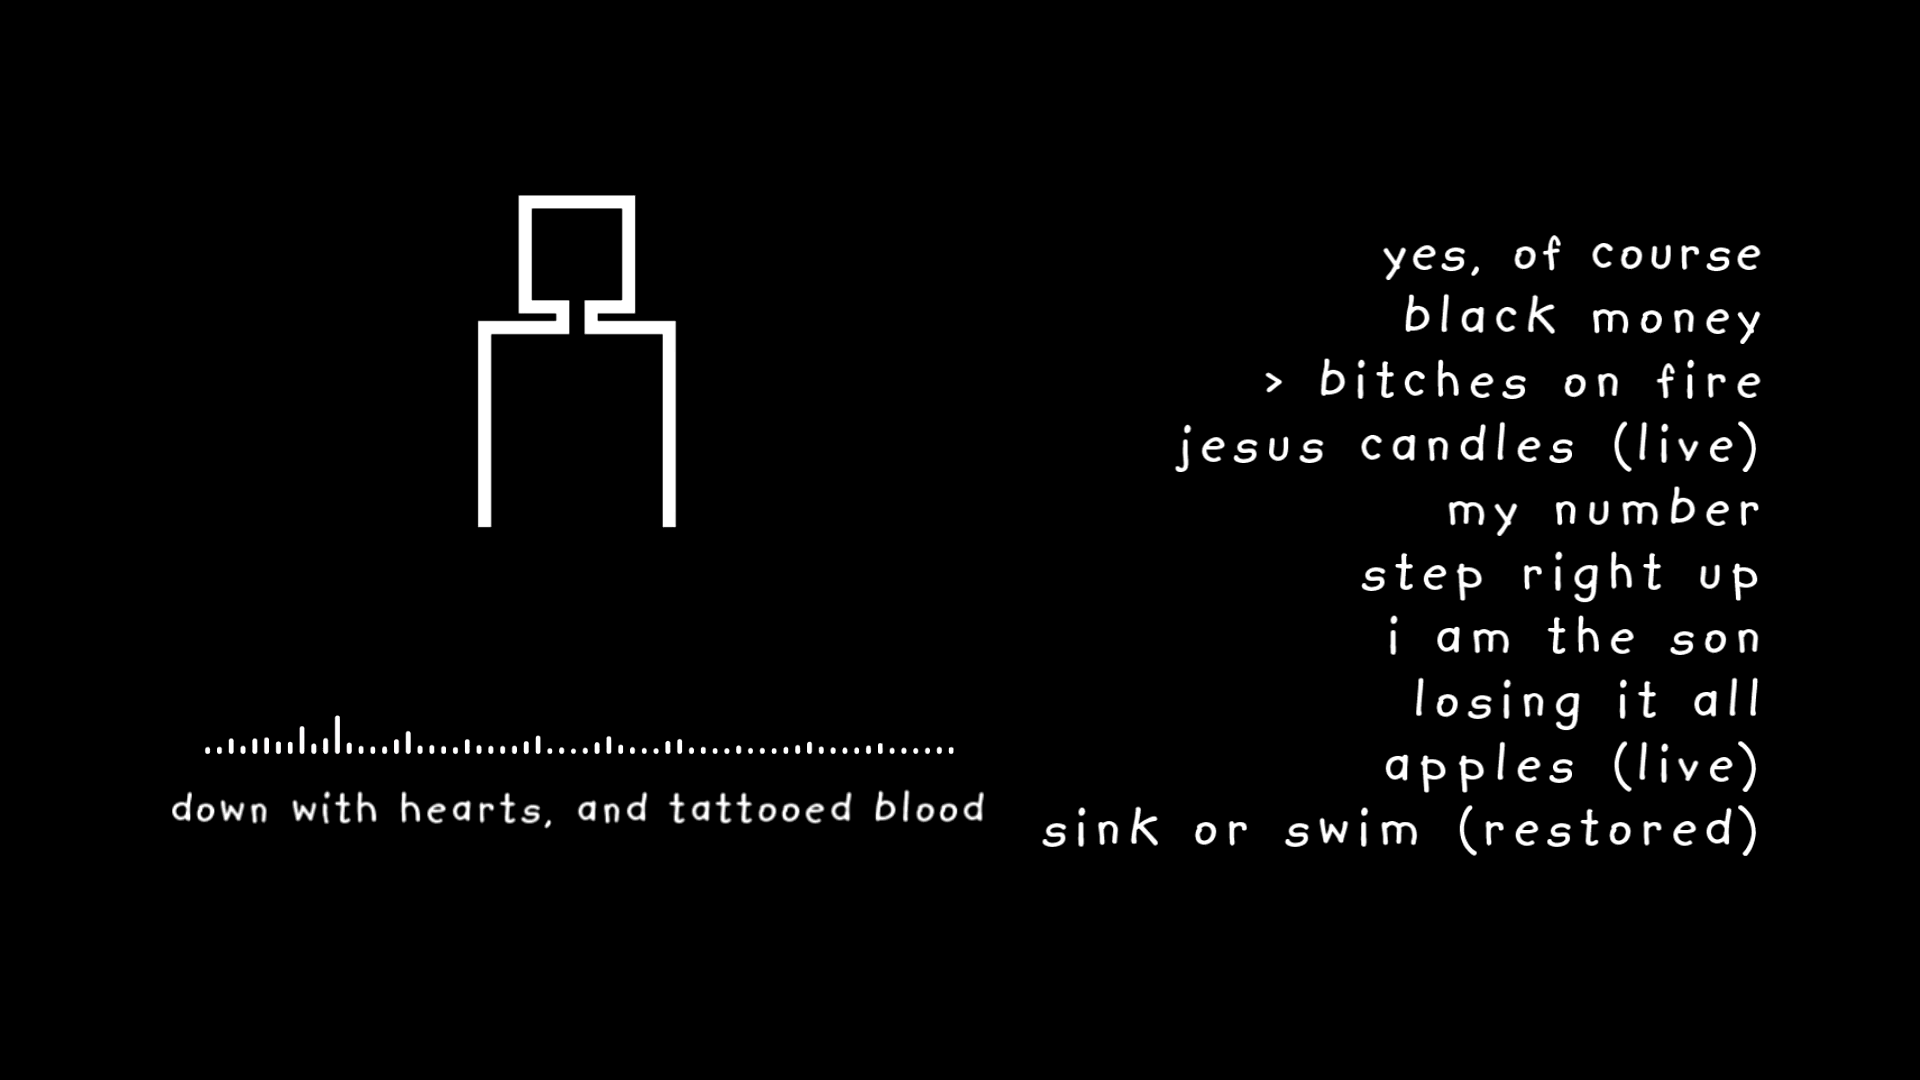 yes, of course
black money
> bitches on fire
jesus candles (live)
my number
step right up
i am the son
losing it all
apples (live)
sink or swim (restored)
down with hearts, and tattooed blood